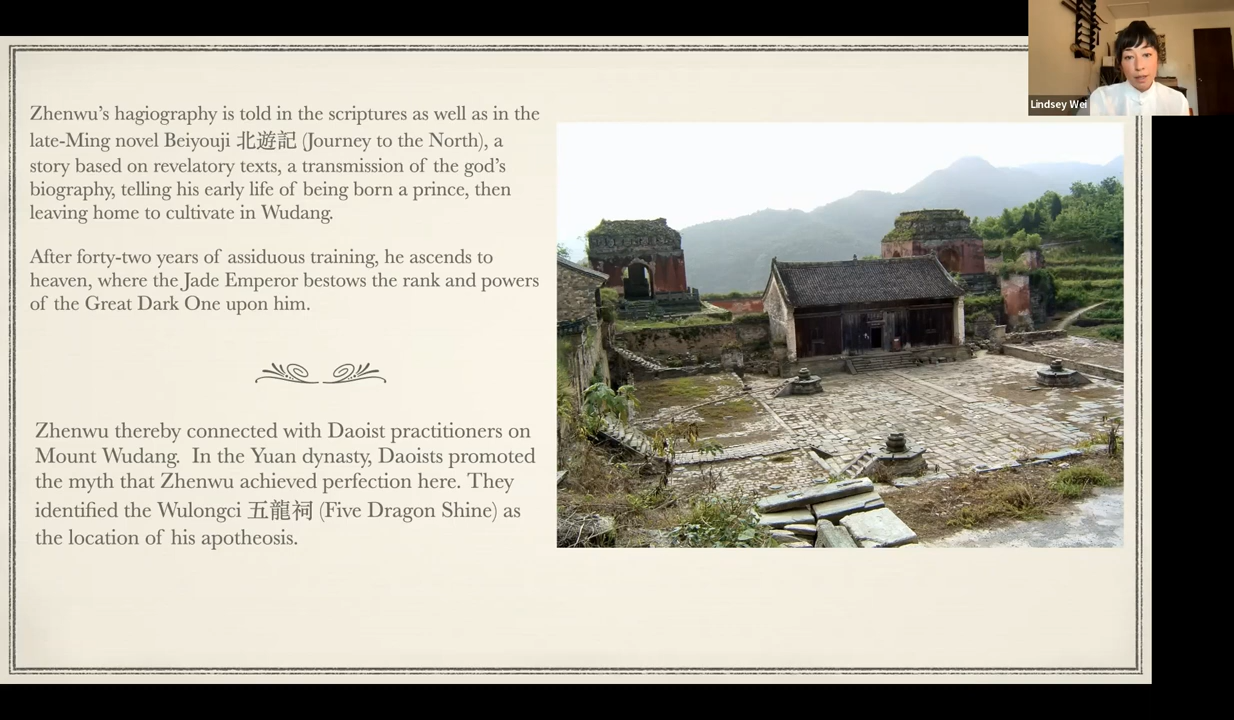 Zhenwu's hagiography is told in the scriptures as well as in the
late-Ming novel Beiyouji 北遊記 (Journey to the North), a
story based on revelatory texts, a transmission of the god's
biography, telling his early life of being born a prince, then
leaving home to cultivate in Wudang.
After forty-two years of assiduous training, he ascends to
heaven, where the Jade Emperor bestows the rank and powers
of the Great Dark One upon him.
Zhenwu thereby connected with Daoist practitioners on
Mount Wudang. In the Yuan dynasty, Daoists promoted
the myth that Zhenwu achieved perfection here. They
identified the Wulongci 五龍祠 (Five Dragon Shine) as
the location of his apotheosis.
Lindsey Wei